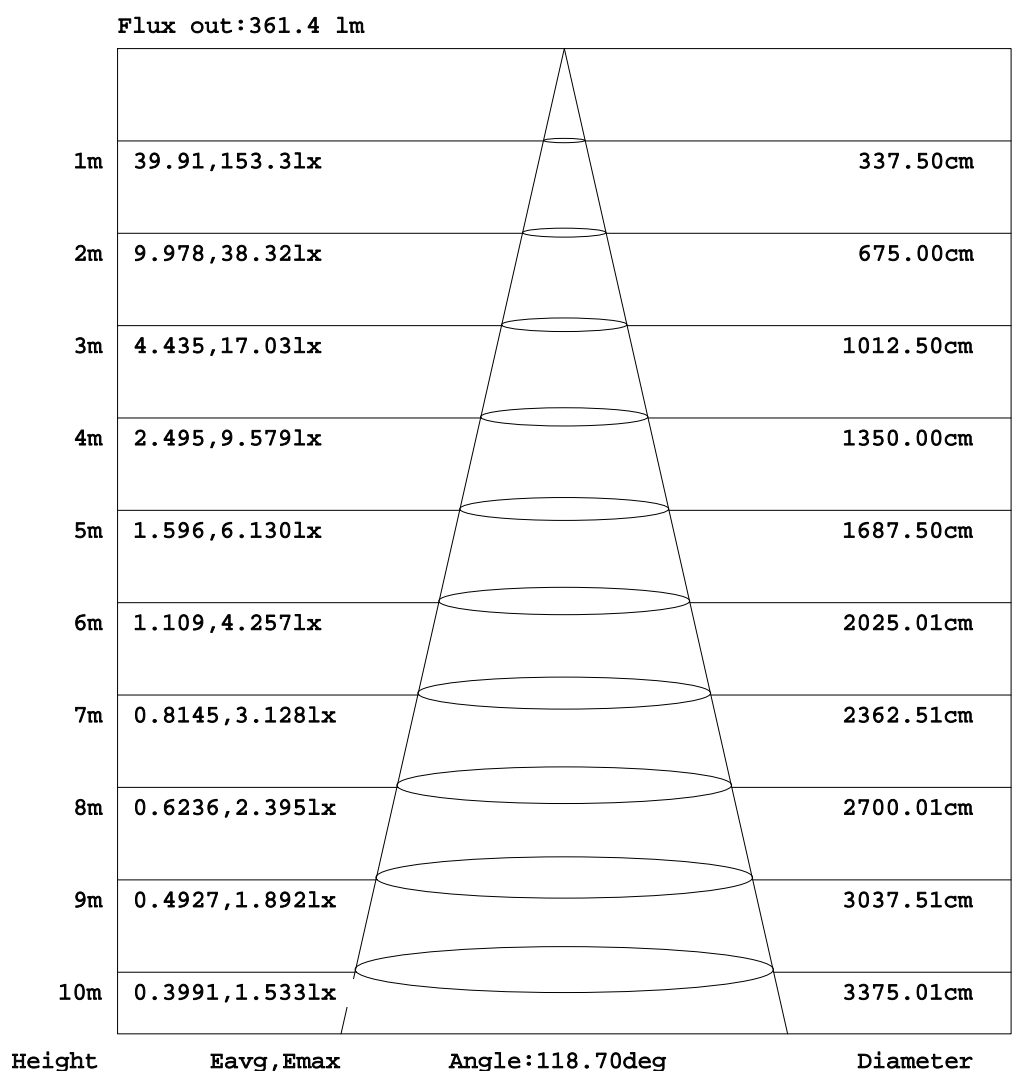 Flux out:361.4 lm
1m 39.91,153.3lx 337.50cm
2m 9.978,38.32lx 675.00cm
3m 4.435,17.03lx 1012.50cm
4m 2.495,9.579lx 1350.00cm
5m 1.596,6.130lx 1687.50cm
6m 1.109,4.257lx 2025.01cm
7m 0.8145,3.128lx 2362.51cm
8m 0.6236,2.395lx 2700.01cm
9m 0.4927,1.892lx 3037.51cm
10m 0.3991,1.533lx 3375.01cm
Height Eavg,Emax Angle:118.70deg Diameter